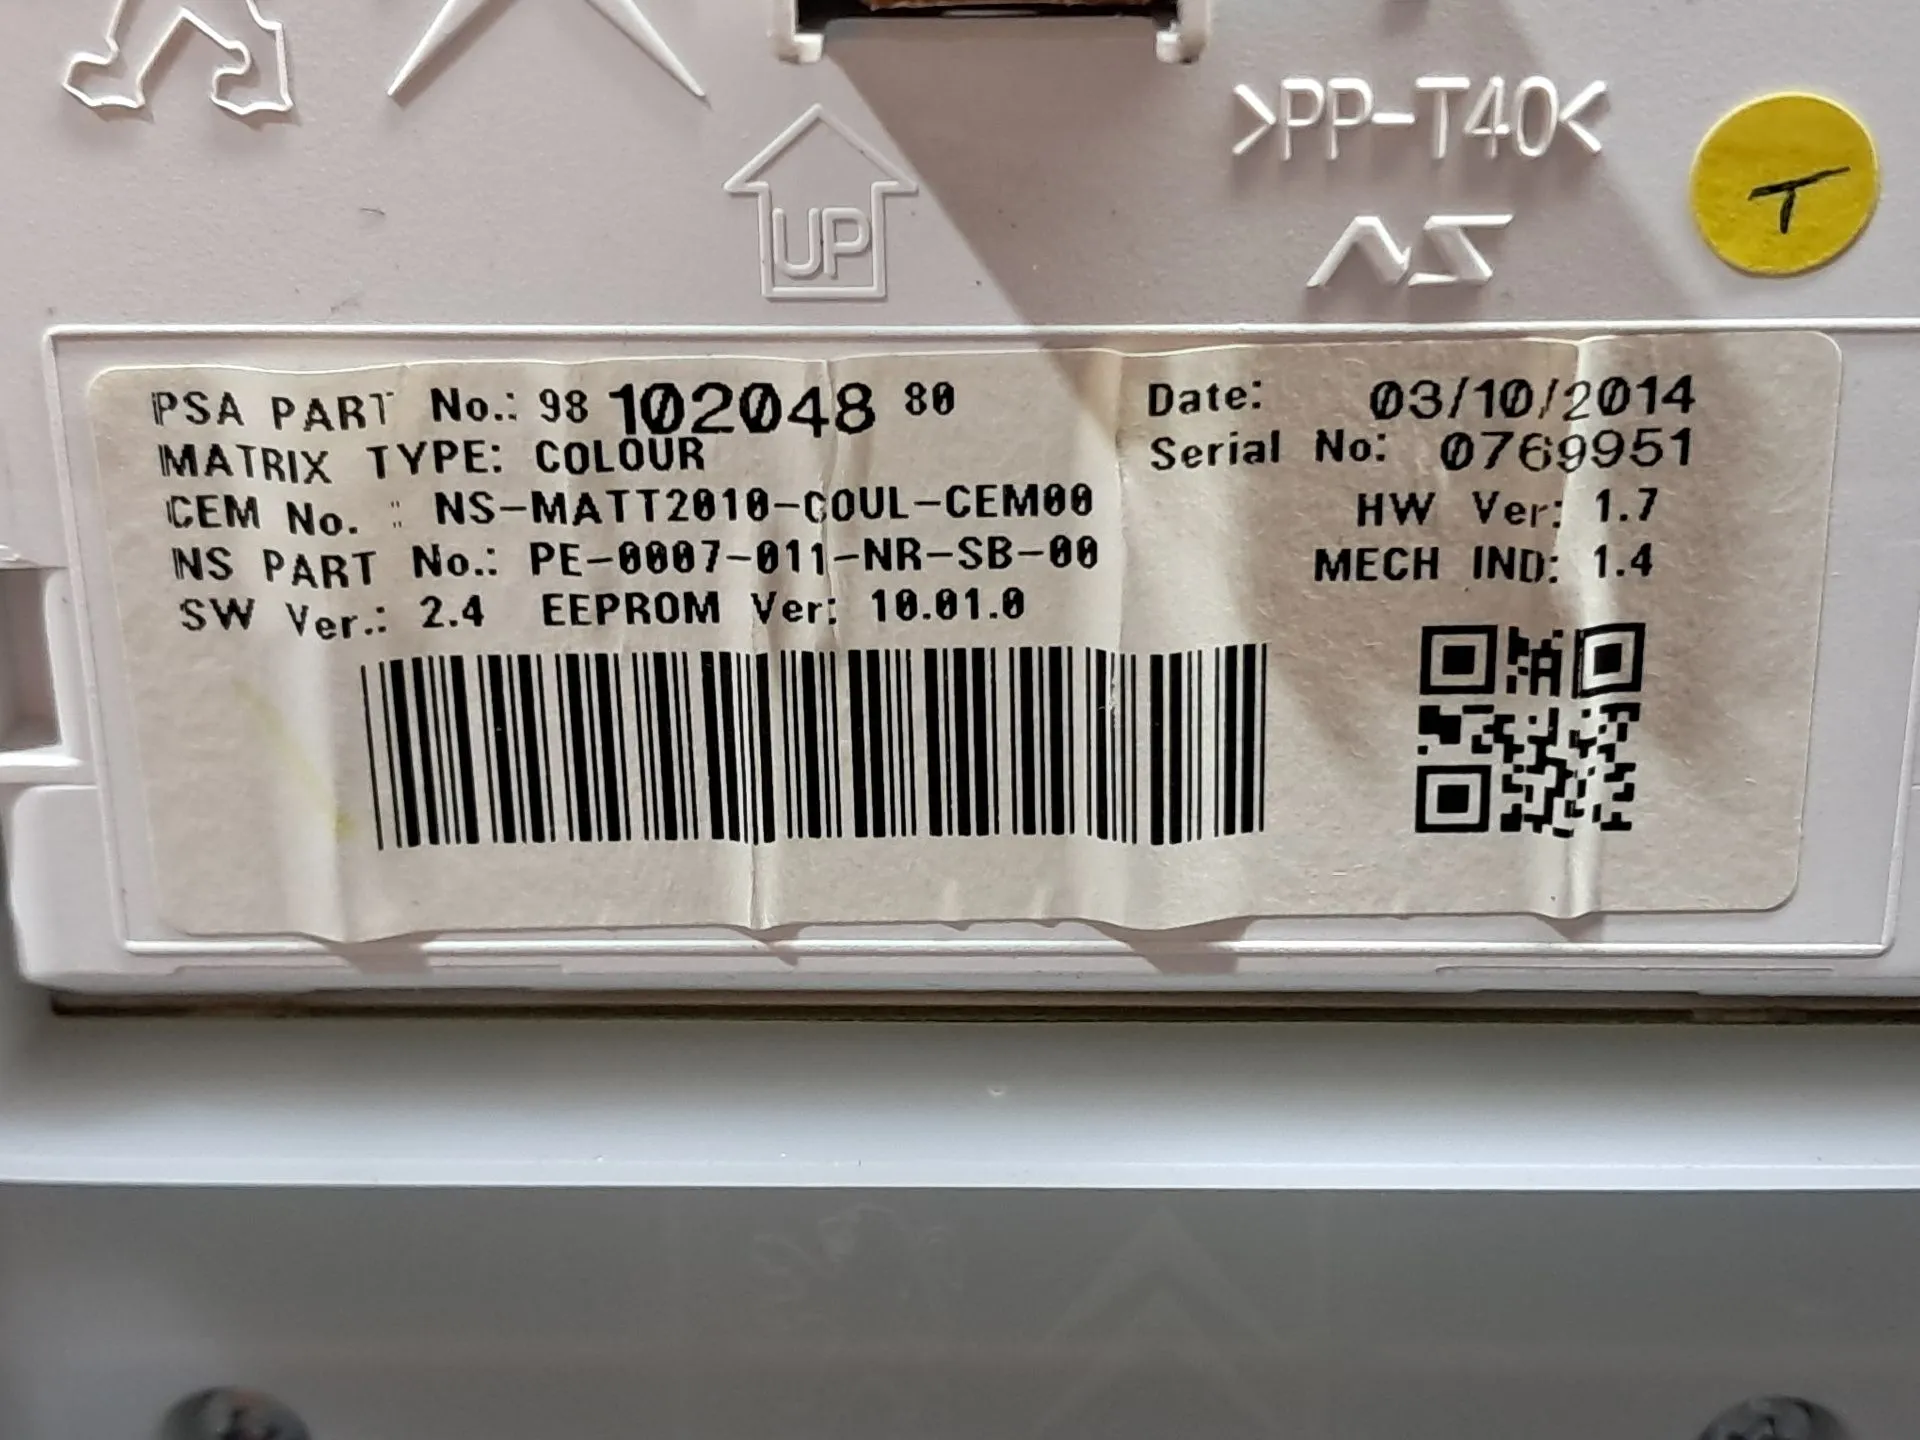 >PP-T40<
T
UP
NS
PSA PART No.: 98 102048 80
Date: 03/10/2014
MATRIX TYPE: COLOUR
Serial No: 0769951
CEM No. : NS-MATT2010-COUL-CEM00
HW Ver: 1.7
NS PART No.: PE-0007-011-NR-SB-00
MECH IND: 1.4
SW Ver.: 2.4 EEPROM Ver: 10.01.0